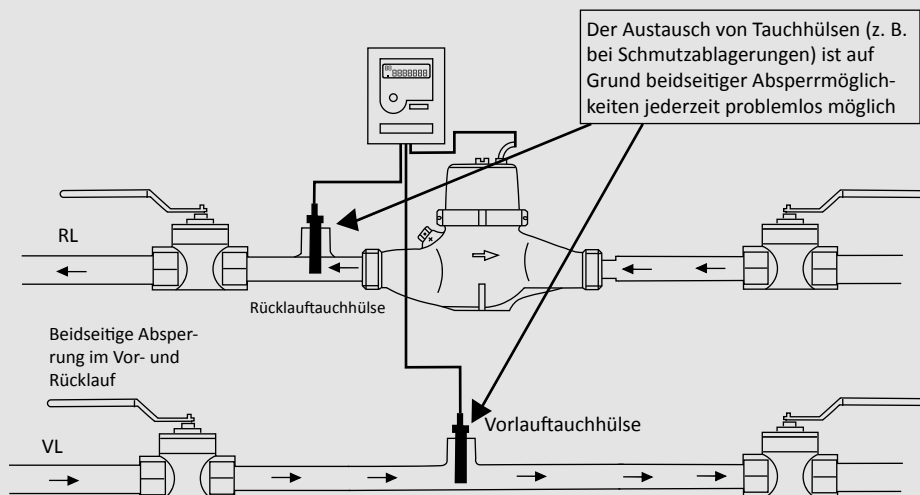 Der Austausch von Tauchhülsen (z. B.
bei Schmutzablagerungen) ist auf
Grund beidseitiger Absperrmöglich-
keiten jederzeit problemlos möglich
RL
Rücklauftauchhülse
Beidseitige Absper-
rung im Vor- und
Rücklauf
Vorlauftauchhülse
VL